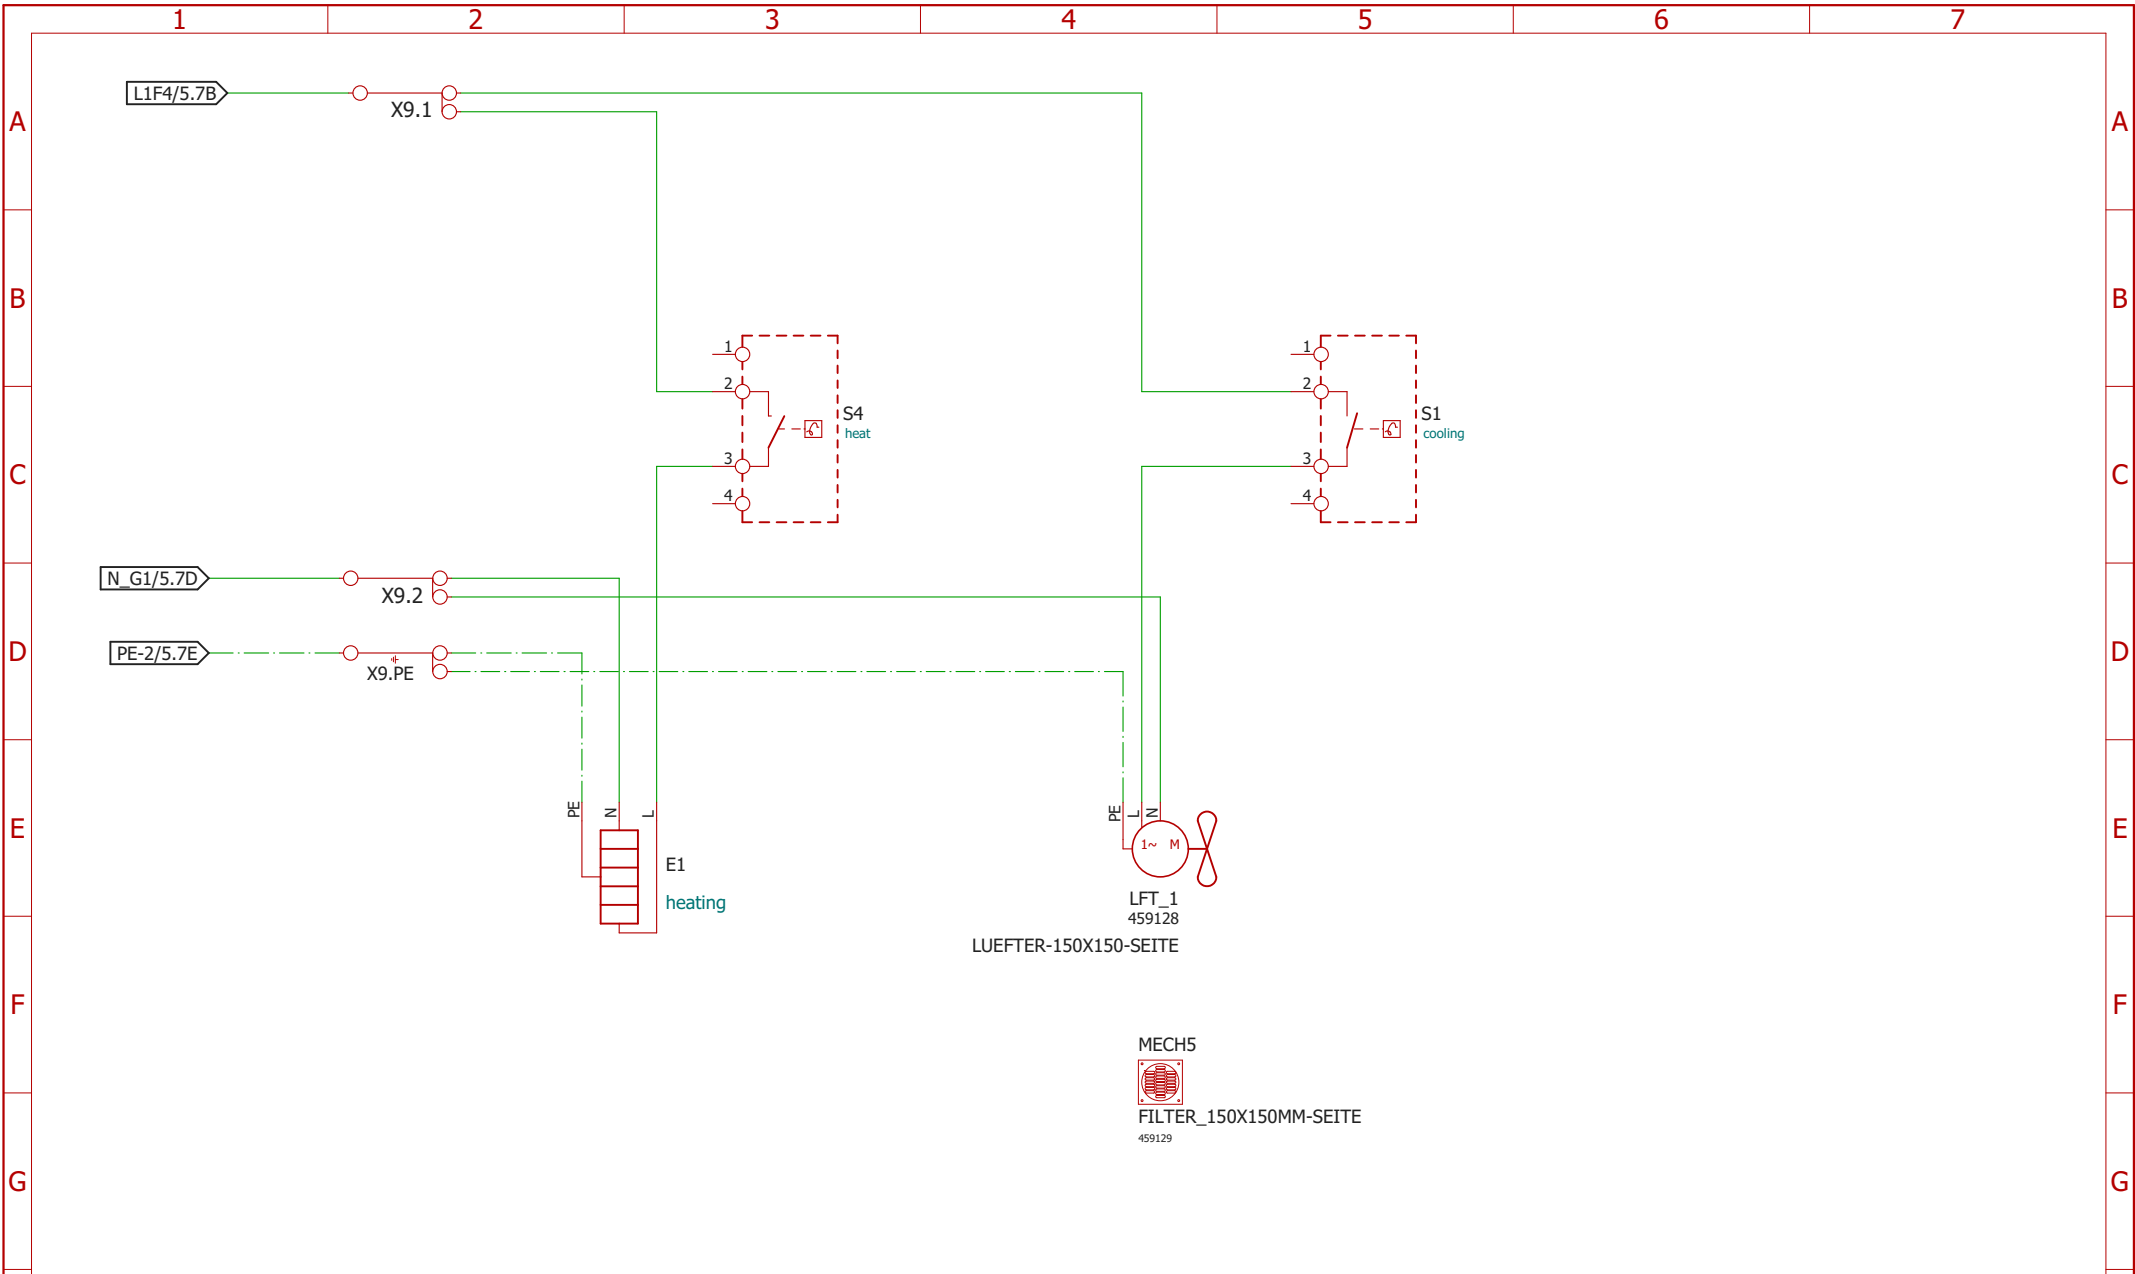 1 2 3 4 5 6 7
A A
L1F4/5.7B
X9.1
B B
1 1
2 2
S4 S1
heat cooling
3 3
C C
4 4
N_G1/5.7D
X9.2
D D
PE-2/5.7E
X9.PE
PE N L PE L N
E E
1~ M
E1
heating
LFT_1
459128
LUEFTER-150X150-SEITE
F F
MECH5
FILTER_150X150MM-SEITE
459129
G G